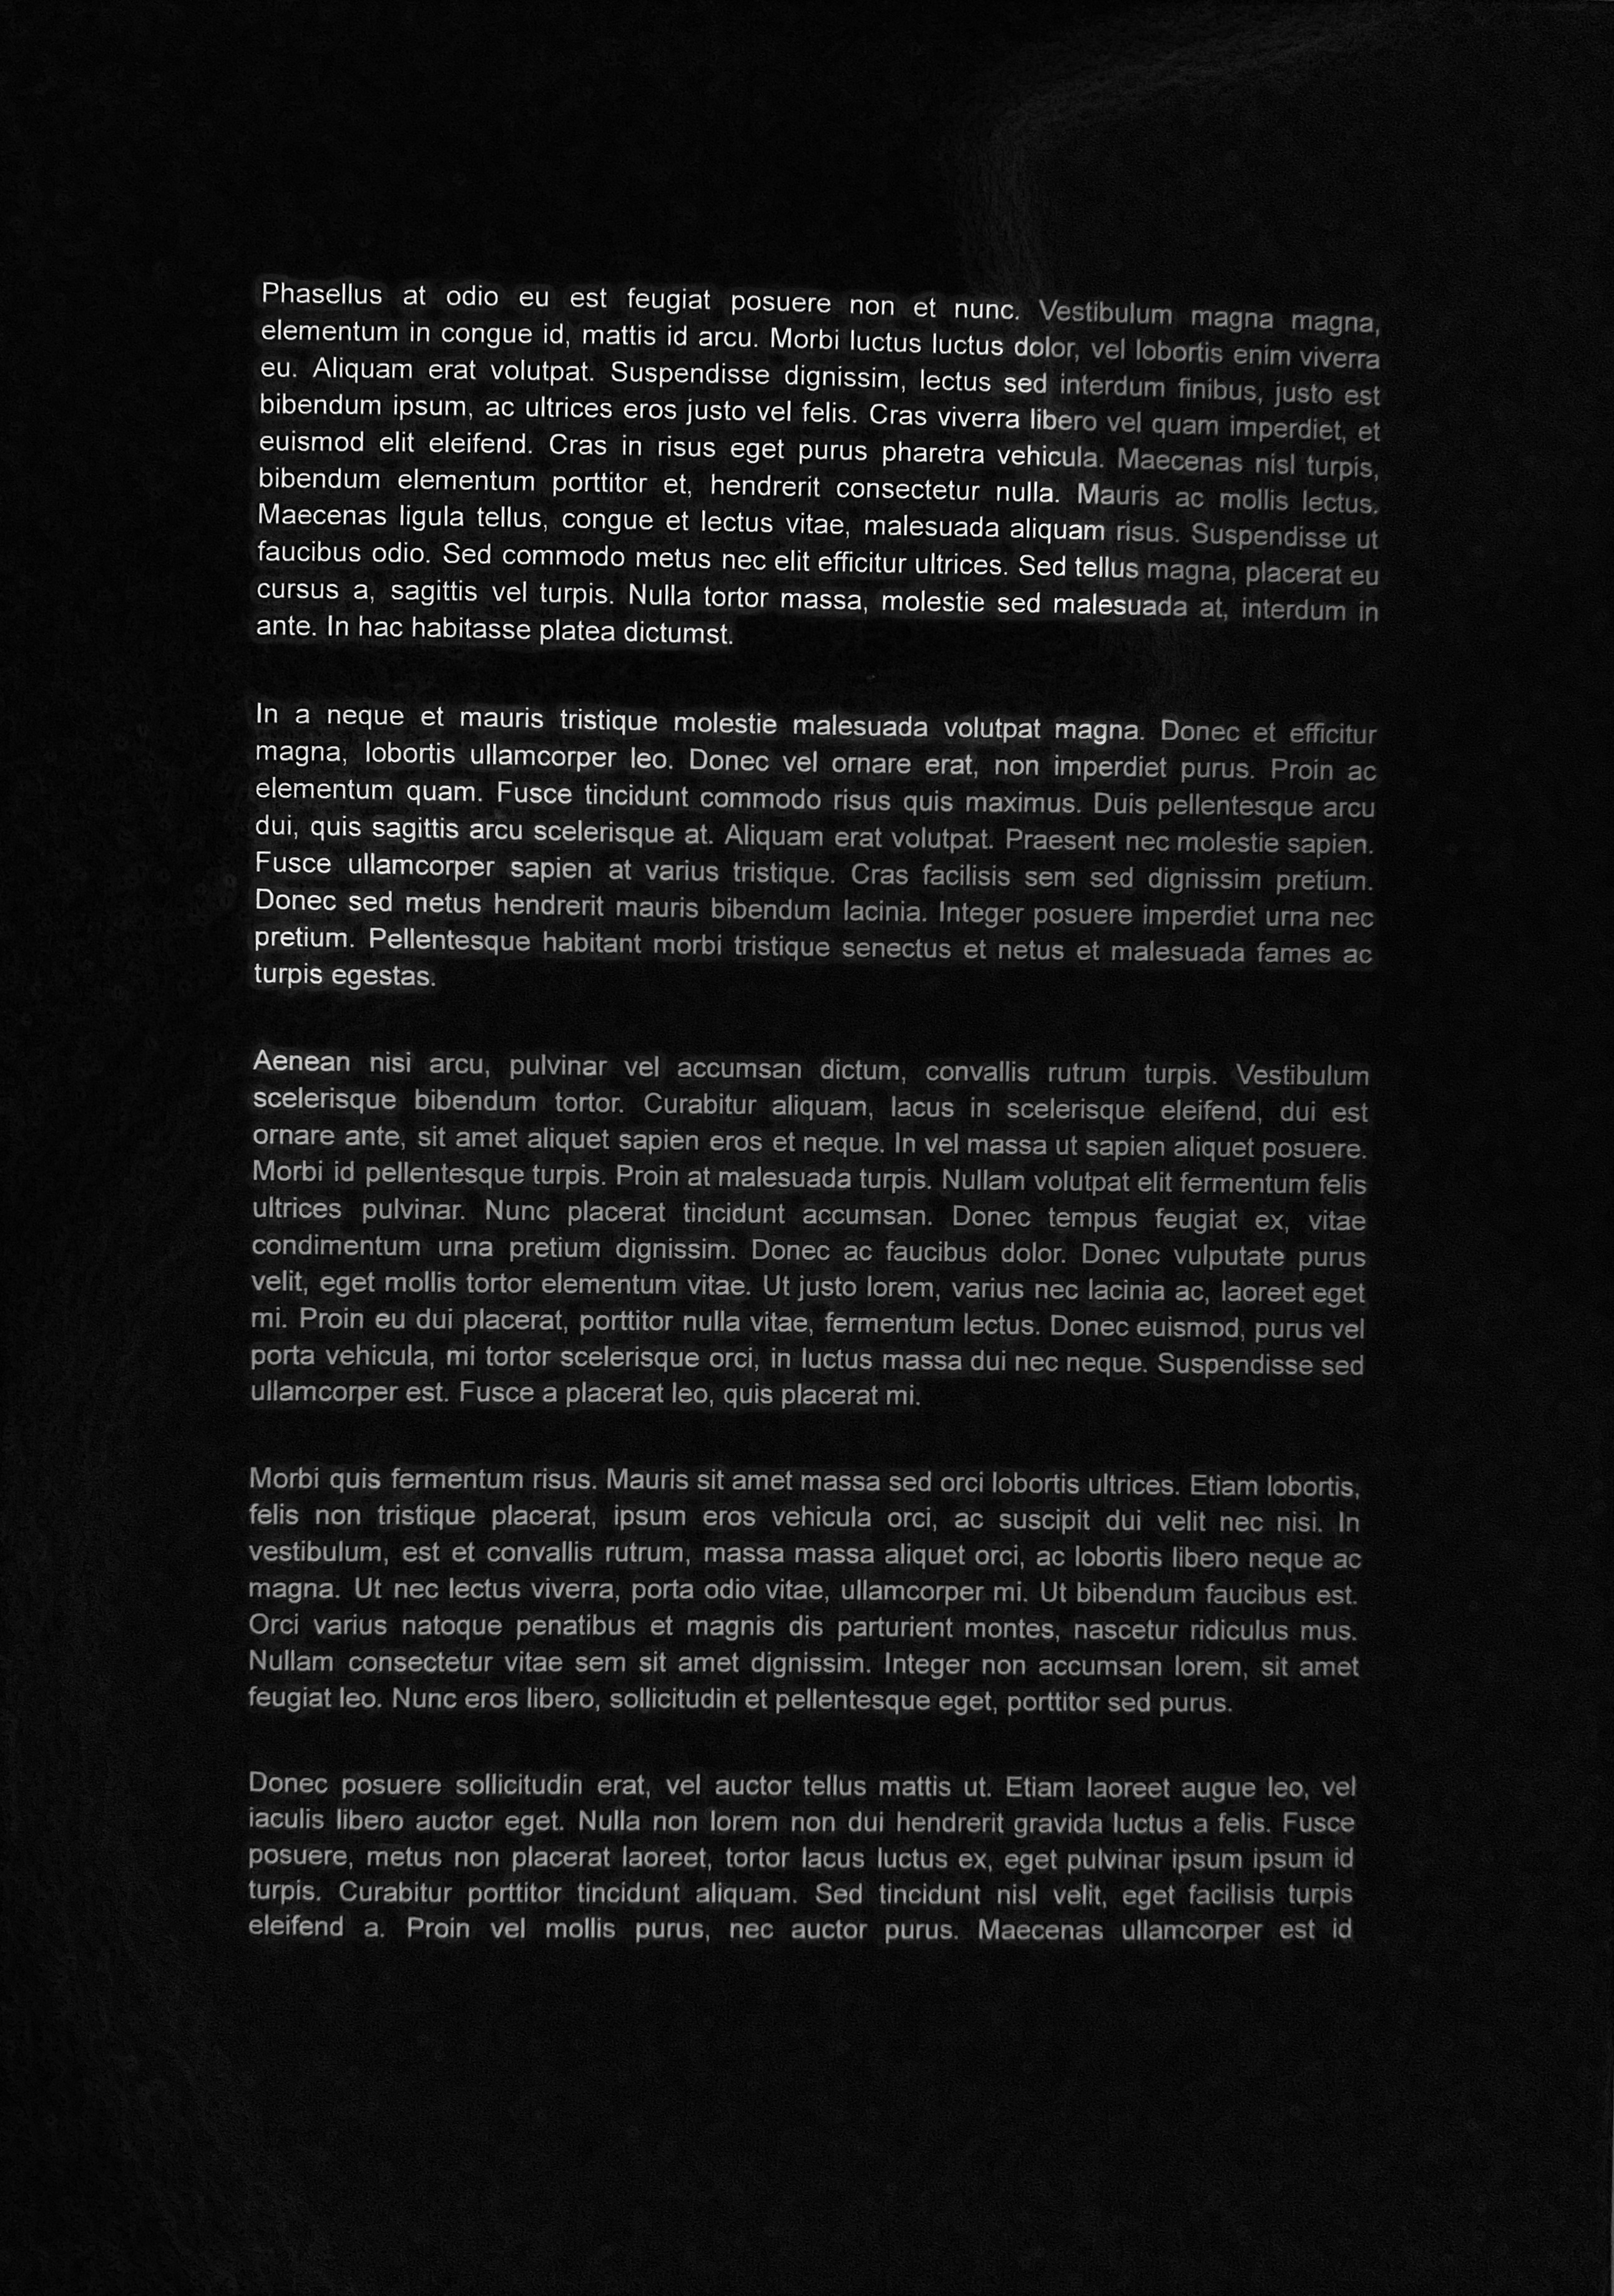 Phasellus at odio eu est feugiat posuere non et nunc. Vestibulum magna magna,
elementum in congue id, mattis id arcu. Morbi luctus luctus dolor, vel lobortis enim viverra
eu. Aliquam erat volutpat. Suspendisse dignissim, lectus sed interdum finibus, justo est
bibendum ipsum, ac ultrices eros justo vel felis. Cras viverra libero vel quam imperdiet, et
euismod elit eleifend. Cras in risus eget purus pharetra vehicula. Maecenas nisl turpis,
bibendum elementum porttitor et, hendrerit consectetur nulla. Mauris ac mollis lectus.
Maecenas ligula tellus, congue et lectus vitae, malesuada aliquam risus. Suspendisse ut
faucibus odio. Sed commodo metus nec elit efficitur ultrices. Sed tellus magna, placerat eu
cursus a, sagittis vel turpis. Nulla tortor massa, molestie sed malesuada at, interdum in
ante. In hac habitasse platea dictumst.
In a neque et mauris tristique molestie malesuada volutpat magna. Donec et efficitur
magna, lobortis ullamcorper leo. Donec vel ornare erat, non imperdiet purus. Proin ac
elementum quam. Fusce tincidunt commodo risus quis maximus. Duis pellentesque arcu
dui, quis sagittis arcu scelerisque at. Aliquam erat volutpat. Praesent nec molestie sapien.
Fusce ullamcorper sapien at varius tristique. Cras facilisis sem sed dignissim pretium.
Donec sed metus hendrerit mauris bibendum lacinia. Integer posuere imperdiet urna nec
pretium. Pellentesque habitant morbi tristique senectus et netus et malesuada fames ac
turpis egestas.
Aenean nisi arcu, pulvinar vel accumsan dictum, convallis rutrum turpis. Vestibulum
scelerisque bibendum tortor. Curabitur aliquam, lacus in scelerisque eleifend, dui est
ornare ante, sit amet aliquet sapien eros et neque. In vel massa ut sapien aliquet posuere.
Morbi id pellentesque turpis. Proin at malesuada turpis. Nullam volutpat elit fermentum felis
ultrices pulvinar. Nunc placerat tincidunt accumsan. Donec tempus feugiat ex, vitae
condimentum urna pretium dignissim. Donec ac faucibus dolor. Donec vulputate purus
velit, eget mollis tortor elementum vitae. Ut justo lorem, varius nec lacinia ac, laoreet eget
mi. Proin eu dui placerat, porttitor nulla vitae, fermentum lectus. Donec euismod, purus vel
porta vehicula, mi tortor scelerisque orci, in luctus massa dui nec neque. Suspendisse sed
ullamcorper est. Fusce a placerat leo, quis placerat mi.
Morbi quis fermentum risus. Mauris sit amet massa sed orci lobortis ultrices. Etiam lobortis,
felis non tristique placerat, ipsum eros vehicula orci, ac suscipit dui velit nec nisi. In
vestibulum, est et convallis rutrum, massa massa aliquet orci, ac lobortis libero neque ac
magna. Ut nec lectus viverra, porta odio vitae, ullamcorper mi. Ut bibendum faucibus est.
Orci varius natoque penatibus et magnis dis parturient montes, nascetur ridiculus mus.
Nullam consectetur vitae sem sit amet dignissim. Integer non accumsan lorem, sit amet
feugiat leo. Nunc eros libero, sollicitudin et pellentesque eget, porttitor sed purus.
Donec posuere sollicitudin erat, vel auctor tellus mattis ut. Etiam laoreet augue leo, vel
iaculis libero auctor eget. Nulla non lorem non dui hendrerit gravida luctus a felis. Fusce
posuere, metus non placerat laoreet, tortor lacus luctus ex, eget pulvinar ipsum ipsum id
turpis. Curabitur porttitor tincidunt aliquam. Sed tincidunt nisl velit, eget facilisis turpis
eleifend a. Proin vel mollis purus, nec auctor purus. Maecenas ullamcorper est id